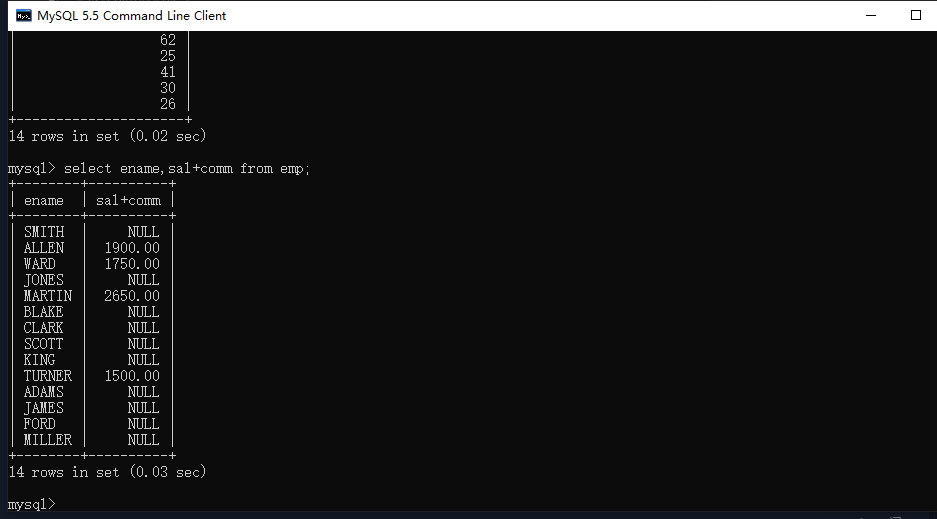 MySQL 5.5 Command Line Client
|                  62 |
|                  25 |
|                  41 |
|                  30 |
|                  26 |
+---------------------+
14 rows in set (0.02 sec)
mysql> select ename,sal+comm from emp;
+--------+----------+
| ename  | sal+comm |
+--------+----------+
| SMITH  |     NULL |
| ALLEN  |  1900.00 |
| WARD   |  1750.00 |
| JONES  |     NULL |
| MARTIN |  2650.00 |
| BLAKE  |     NULL |
| CLARK  |     NULL |
| SCOTT  |     NULL |
| KING   |     NULL |
| TURNER |  1500.00 |
| ADAMS  |     NULL |
| JAMES  |     NULL |
| FORD   |     NULL |
| MILLER |     NULL |
+--------+----------+
14 rows in set (0.03 sec)
mysql>